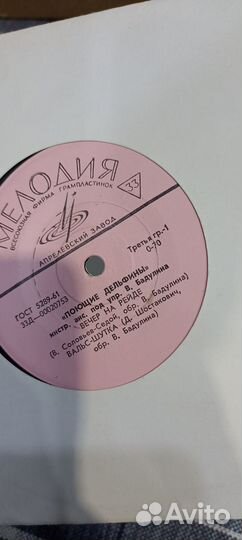 МЕЛОДИЯ
ВСЕСОЮЗНАЯ ФИРМА ГРАМПЛАСТИНОК
33
АПРЕЛЕВСКИЙ ЗАВОД
ГОСТ 5289-61
33Д—00020753
Третья гр.-1
0-70
«ПОЮЩИЕ ДЕЛЬФИНЫ»
инстр. анс. под упр. В. Бадулина
ВЕЧЕР НА РЕЙДЕ
(В. Соловьев-Седой, обр. В. Бадулина)
ВАЛЬС-ШУТКА (Д. Шостакович,
обр. В. Бадулина)
Avito